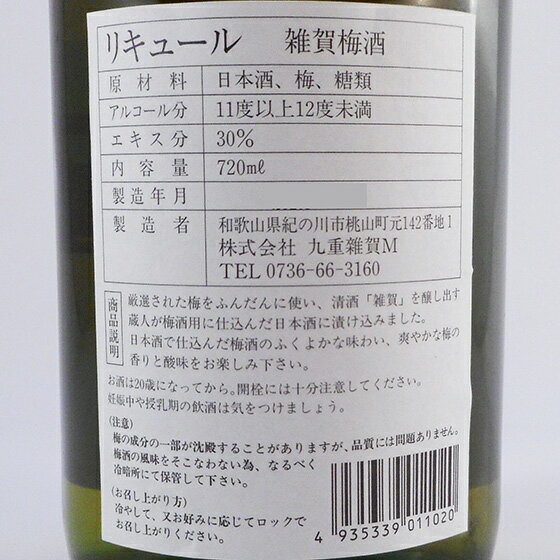 リキュール 雑賀梅酒
原材料 日本酒、梅、糖類
アルコール分 11度以上12度未満
エキス分 30%
内容量 720mℓ
製造年月
製造者 和歌山県紀の川市桃山町元142番地1
株式会社 九重雜賀M
TEL 0736-66-3160
商品説明
厳選された梅をふんだんに使い、清酒「雑賀」を醸し出す
蔵人が梅酒用に仕込んだ日本酒に漬け込みました。
日本酒で仕込んだ梅酒のふくよかな味わい、爽やかな梅の
香りと酸味をお楽しみ下さい。
お酒は20歳になってから。開栓には十分注意してください。
妊娠中や授乳期の飲酒は気をつけましょう。
(注意)
梅の成分の一部が沈殿することがありますが、品質には問題ありません。
梅酒の風味をそこなわない為、なるべく
冷暗所にて保管して下さい。
(お召し上がり方)
冷やして、又お好みに応じてロックで
お召し上がりください。
4 935339 011020